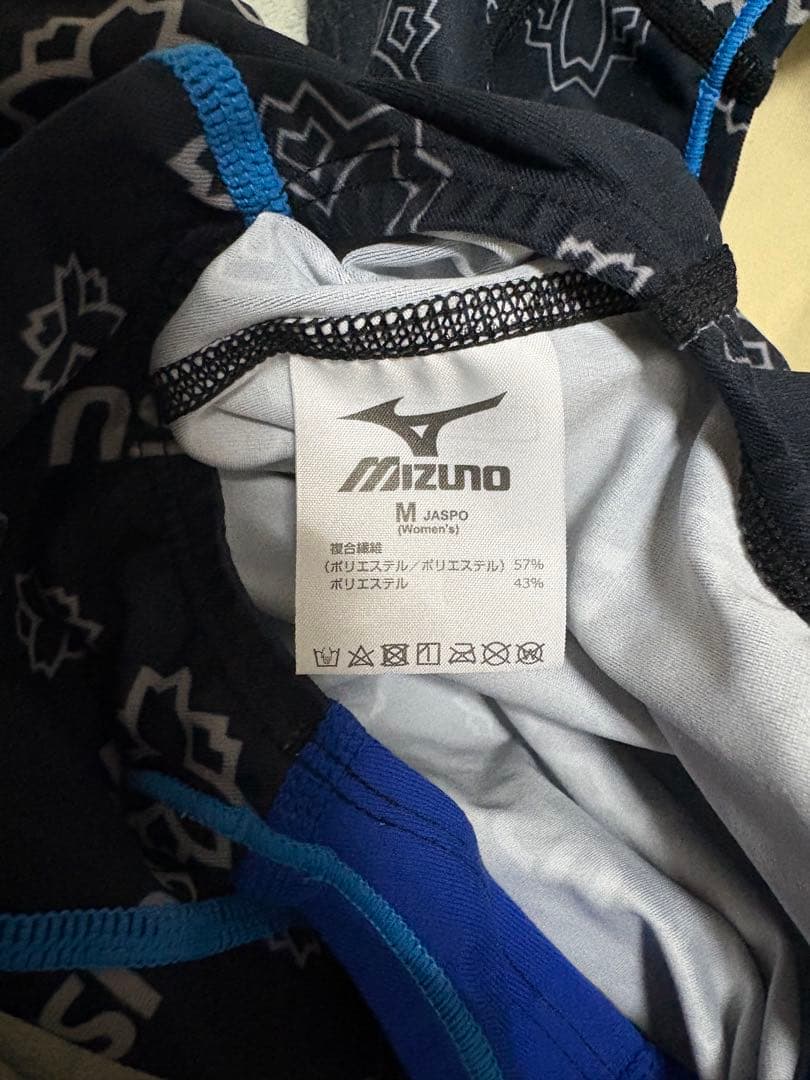 MIZUNO
M JASPO
(Women's)
複合繊維
(ポリエステル/ポリエステル) 57%
ポリエステル 43%